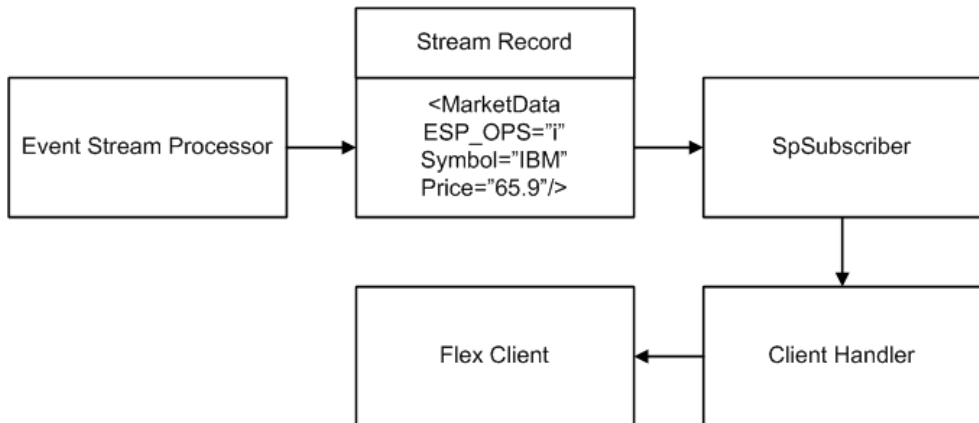 Stream Record
Event Stream Processor
<MarketData
ESP_OPS=”i”
Symbol=”IBM”
Price=”65.9”/>
SpSubscriber
Flex Client
Client Handler